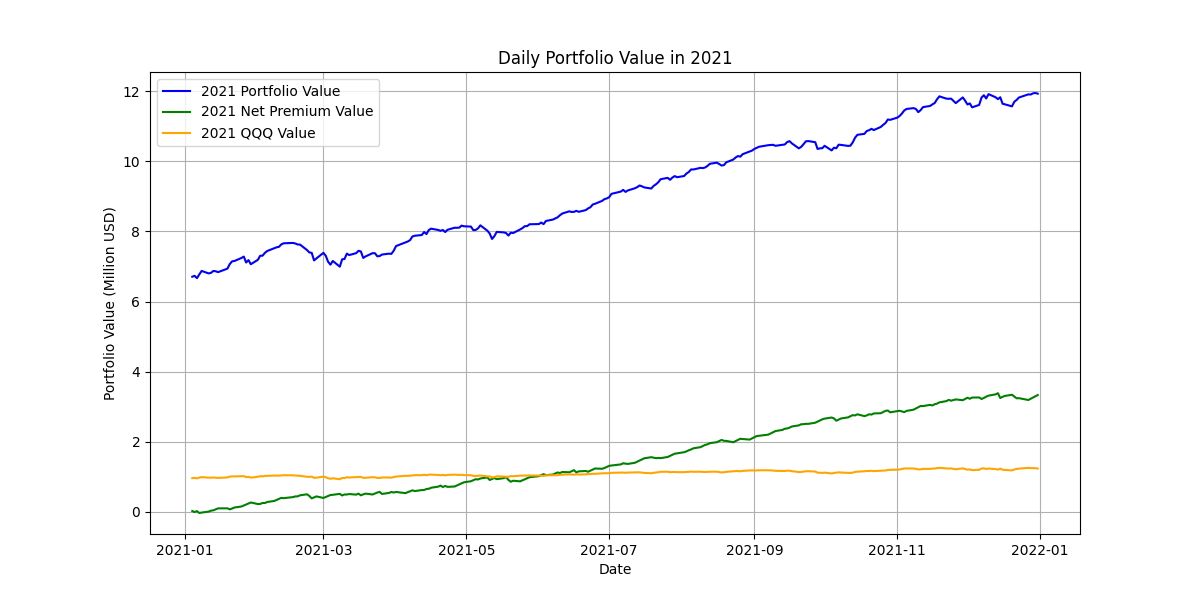 Daily Portfolio Value in 2021
2021 Portfolio Value
2021 Net Premium Value
2021 QQQ Value
Portfolio Value (Million USD)
12
10
8
6
4
2
0
2021-01 2021-03 2021-05 2021-07 2021-09 2021-11 2022-01
Date